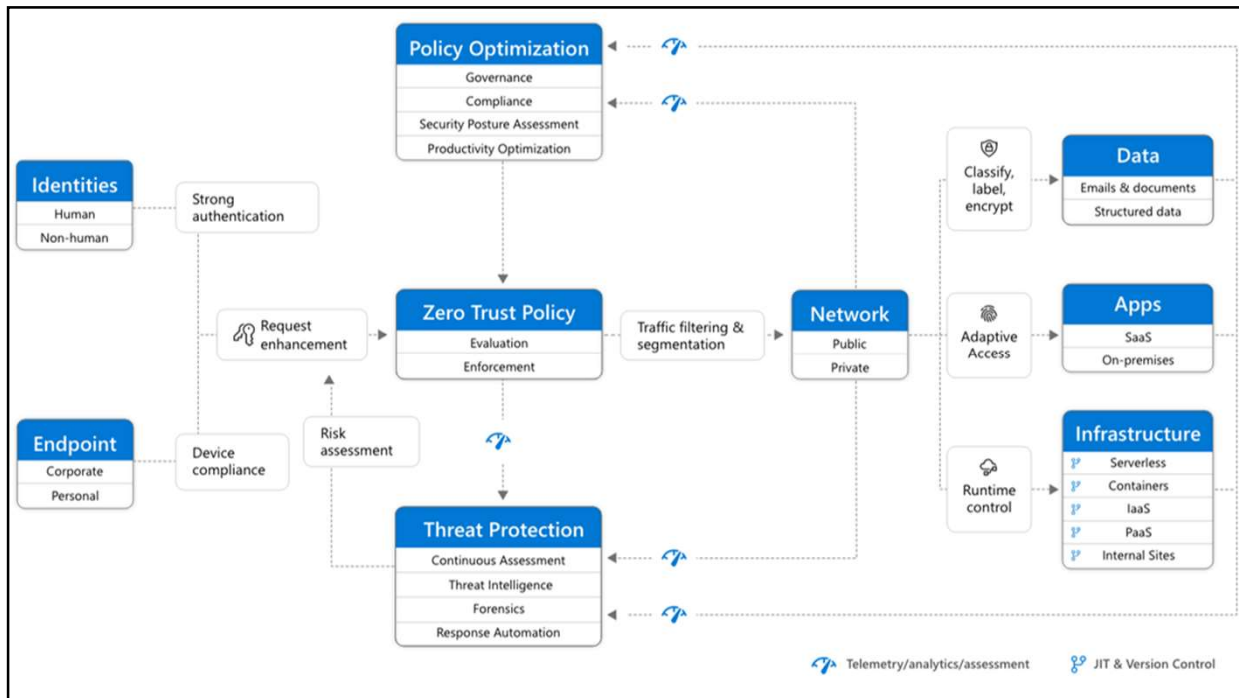 Policy Optimization
Governance
Compliance
Security Posture Assessment
Productivity Optimization
Identities
Human
Non-human
Strong
authentication
Endpoint
Corporate
Personal
Device
compliance
Request
enhancement
Risk
assessment
Zero Trust Policy
Evaluation
Enforcement
Threat Protection
Continuous Assessment
Threat Intelligence
Forensics
Response Automation
Traffic filtering &
segmentation
Network
Public
Private
Classify,
label,
encrypt
Data
Emails & documents
Structured data
Adaptive
Access
Apps
SaaS
On-premises
Runtime
control
Infrastructure
Serverless
Containers
IaaS
PaaS
Internal Sites
Telemetry/analytics/assessment
JIT & Version Control